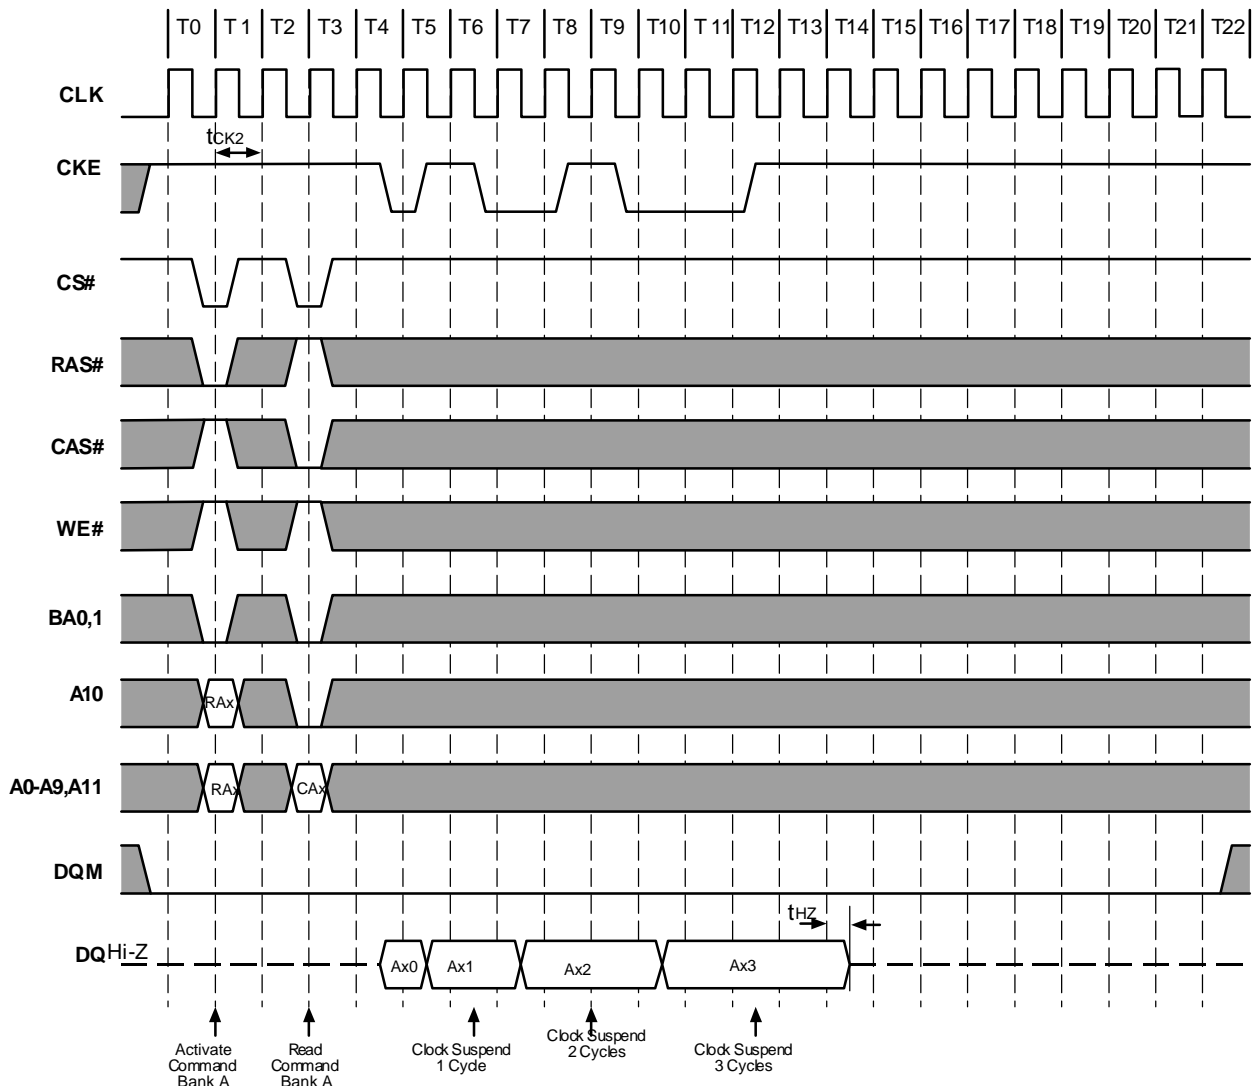 T0 T1 T2 T3 T4 T5 T6 T7 T8 T9 T10 T11 T12 T13 T14 T15 T16 T17 T18 T19 T20 T21 T22
CLK
tCK2
CKE
CS#
RAS#
CAS#
WE#
BA0,1
A10
RAx
A0-A9,A11
RAx CAx
DQM
tHZ
DQ Hi-Z
Ax0 Ax1 Ax2 Ax3
Activate
Command
Bank A
Read
Command
Bank A
Clock Suspend
1 Cycle
Clock Suspend
2 Cycles
Clock Suspend
3 Cycles